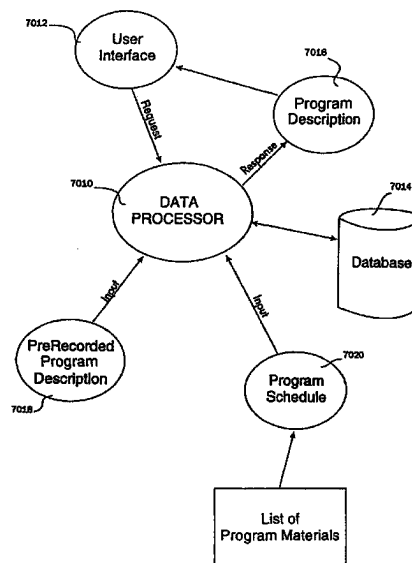 7012
User
Interface
7016
Program
Description
Request
Response
7010
DATA
PROCESSOR
7014
Database
Input
Input
PreRecorded
Program
Description
7018
7020
Program
Schedule
List of
Program Materials